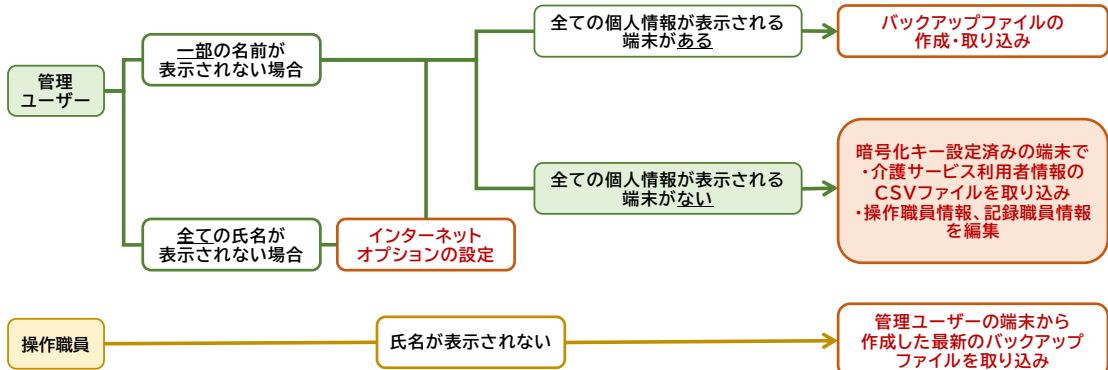 管理
ユーザー
一部の名前が
表示されない場合
全ての個人情報が表示される
端末がある
バックアップファイルの
作成・取り込み
全ての個人情報が表示される
端末がない
暗号化キー設定済みの端末で
・介護サービス利用者情報の
CSVファイルを取り込み
・操作職員情報、記録職員情報
を編集
全ての氏名が
表示されない場合
インターネット
オプションの設定
操作職員
氏名が表示されない
管理ユーザーの端末から
作成した最新のバックアップ
ファイルを取り込み